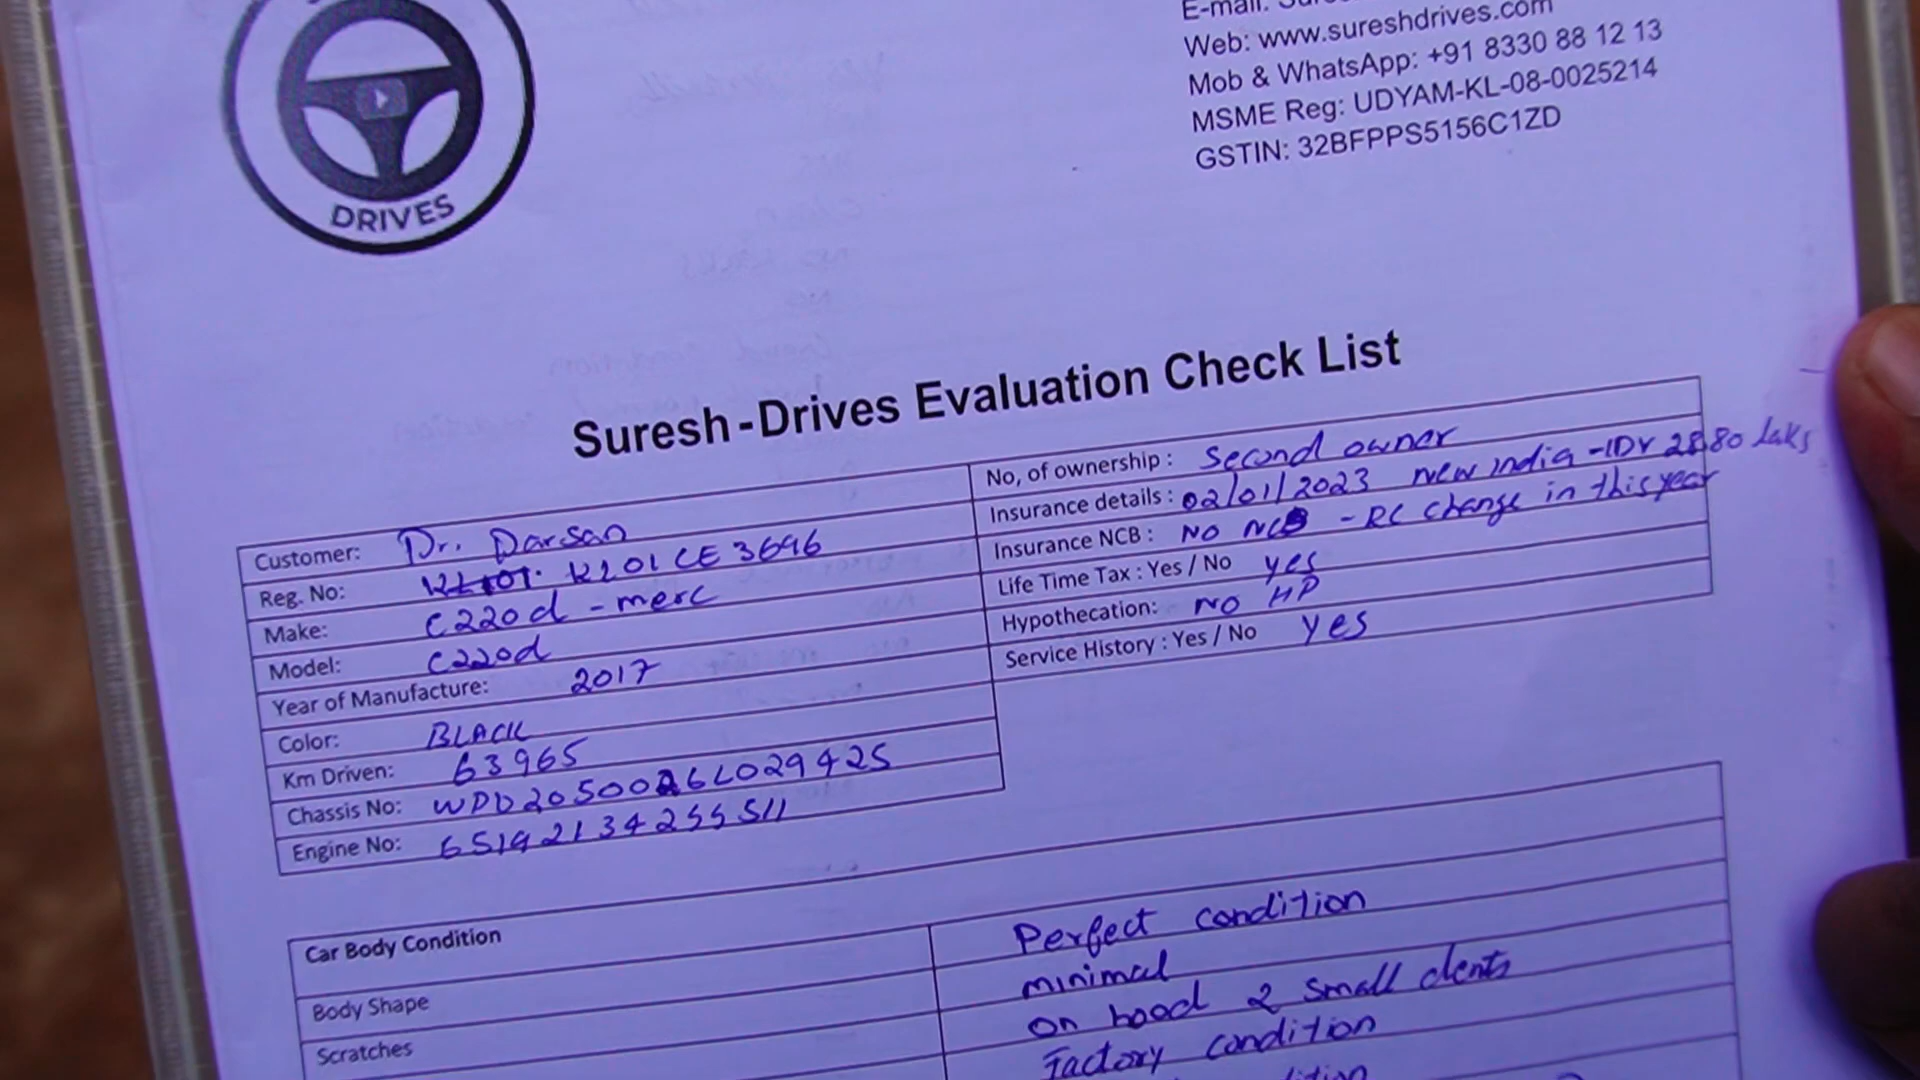 DRIVES
E-mail:
Web: www.sureshdrives.com
Mob & WhatsApp: +91 8330 88 12 13
MSME Reg: UDYAM-KL-08-0025214
GSTIN: 32BFPPS5156C1ZD
Suresh-Drives Evaluation Check List
Customer: Dr. Darsan
Reg. No: KL01 CE 3696
Make: C220d - merc
Model: C220d
Year of Manufacture: 2017
Color: BLACK
Km Driven: 63965
Chassis No: WDD2050026L029425
Engine No: 65192134255511
No, of ownership : Second owner
Insurance details : 02/01/2023 New india - IDV 28.80 Laks
Insurance NCB : NO NCB - RC change in this year
Life Time Tax : Yes / No yes
Hypothecation: NO HP
Service History : Yes / No yes
Car Body Condition
Body Shape Perfect condition
Scratches minimal
on hood 2 small dents
Factory condition